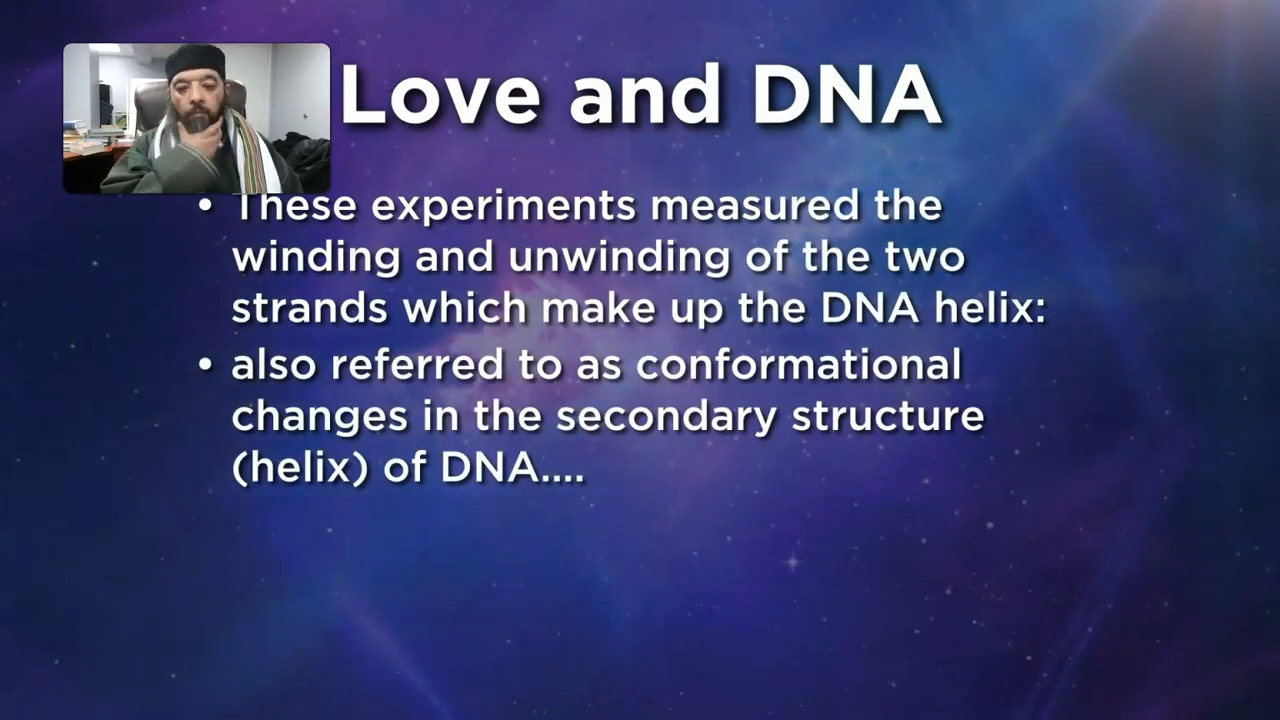 Love and DNA
• These experiments measured the
winding and unwinding of the two
strands which make up the DNA helix:
• also referred to as conformational
changes in the secondary structure
(helix) of DNA....